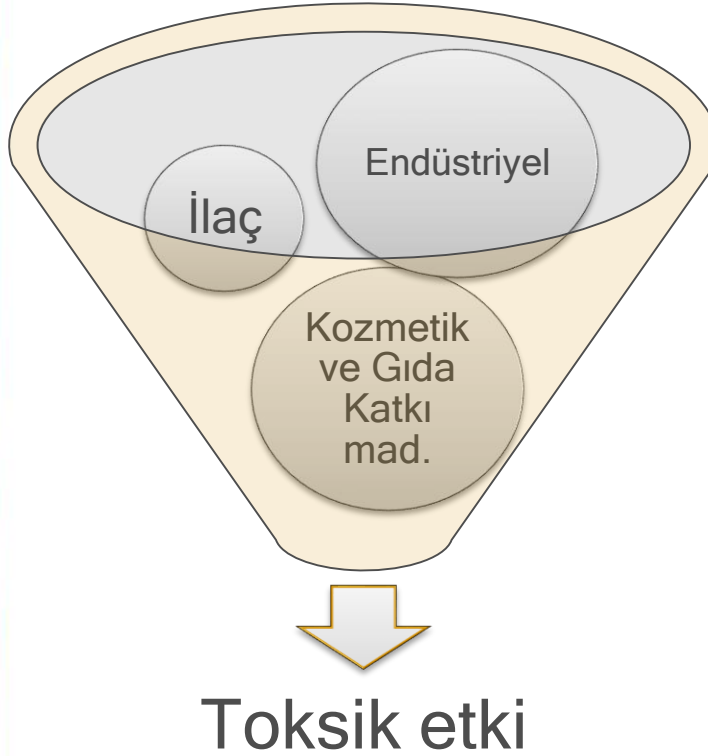 Endüstriyel
İlaç
Kozmetik
ve Gıda
Katkı
mad.
Toksik etki